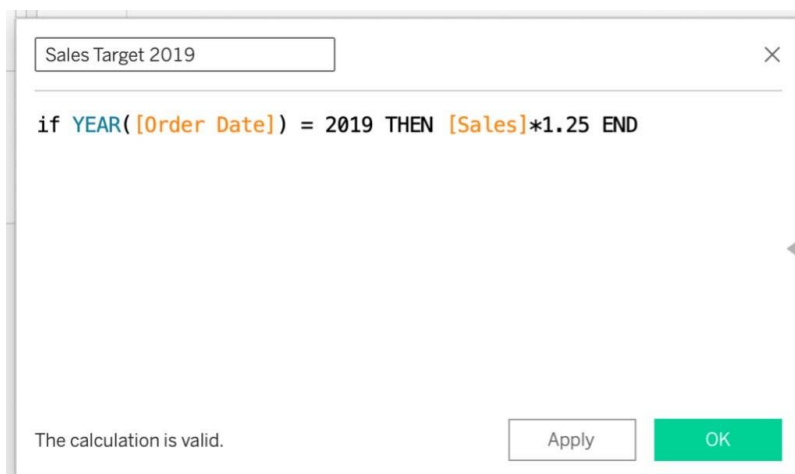 Sales Target 2019
if YEAR([Order Date]) = 2019 THEN [Sales]*1.25 END
The calculation is valid.
Apply
OK